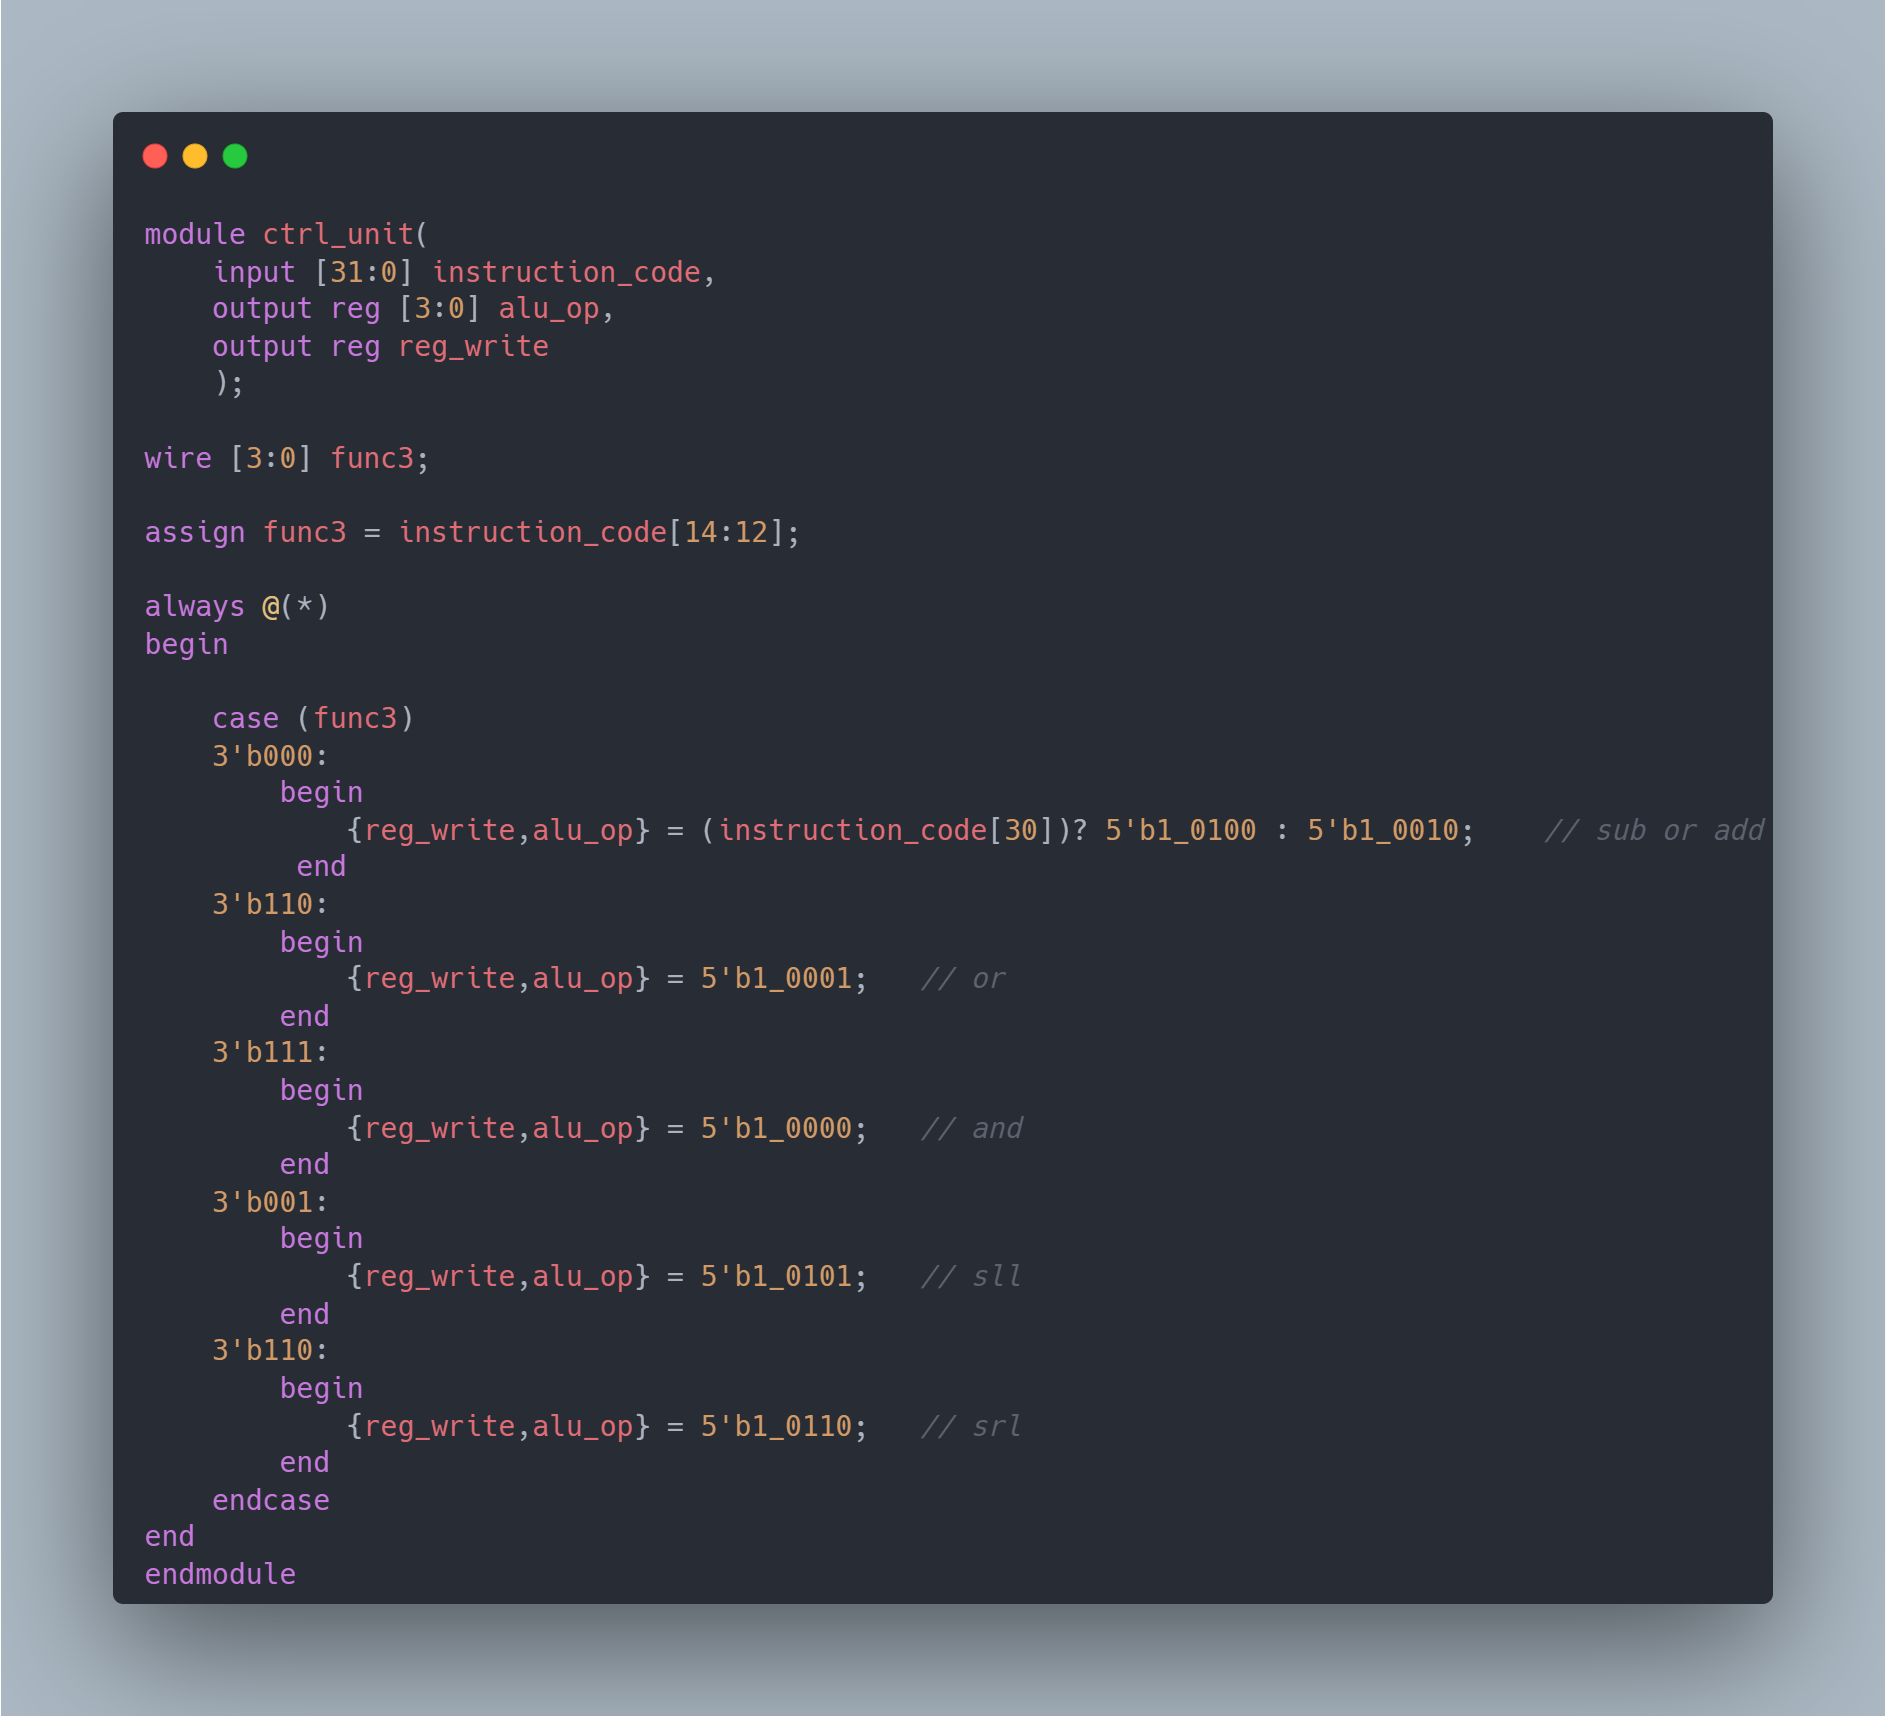 module ctrl_unit(
    input [31:0] instruction_code,
    output reg [3:0] alu_op,
    output reg reg_write
    );

wire [3:0] func3;

assign func3 = instruction_code[14:12];

always @(*)
begin

    case (func3)
    3'b000:
        begin
            {reg_write,alu_op} = (instruction_code[30])? 5'b1_0100 : 5'b1_0010;    // sub or add
         end
    3'b110:
        begin
            {reg_write,alu_op} = 5'b1_0001;   // or
        end
    3'b111:
        begin
            {reg_write,alu_op} = 5'b1_0000;   // and
        end
    3'b001:
        begin
            {reg_write,alu_op} = 5'b1_0101;   // sll
        end
    3'b110:
        begin
            {reg_write,alu_op} = 5'b1_0110;   // srl
        end
    endcase
end
endmodule